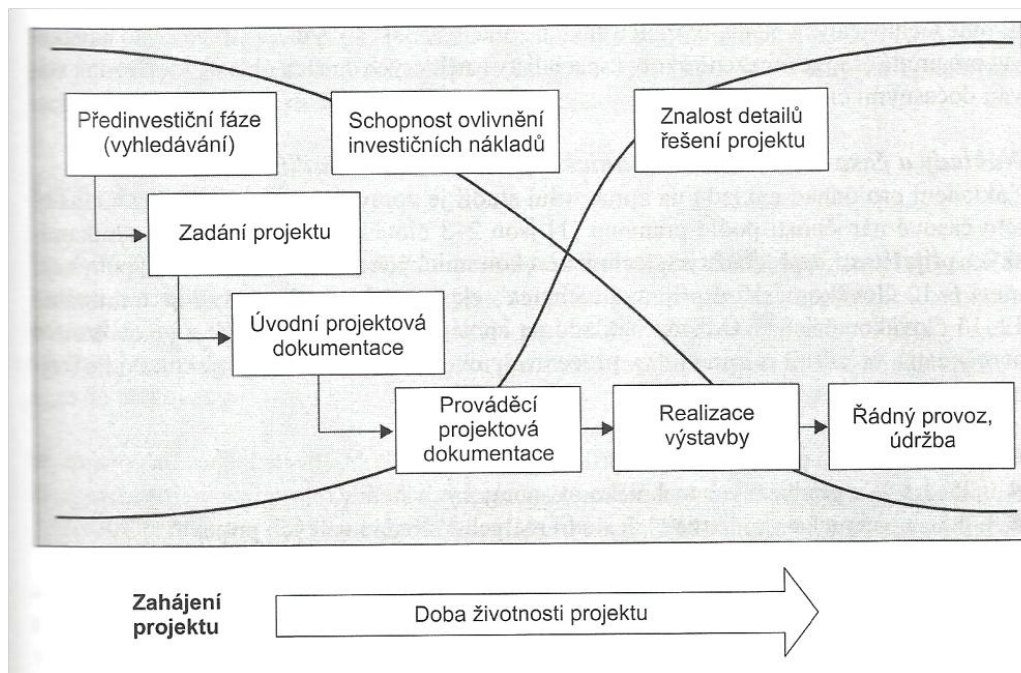 Předinvestiční fáze
(vyhledávání)
Schopnost ovlivnění
investičních nákladů
Znalost detailů
řešení projektu
Zadání projektu
Úvodní projektová
dokumentace
Prováděcí
projektová
dokumentace
Realizace
výstavby
Řádný provoz,
údržba
Zahájení
projektu
Doba životnosti projektu